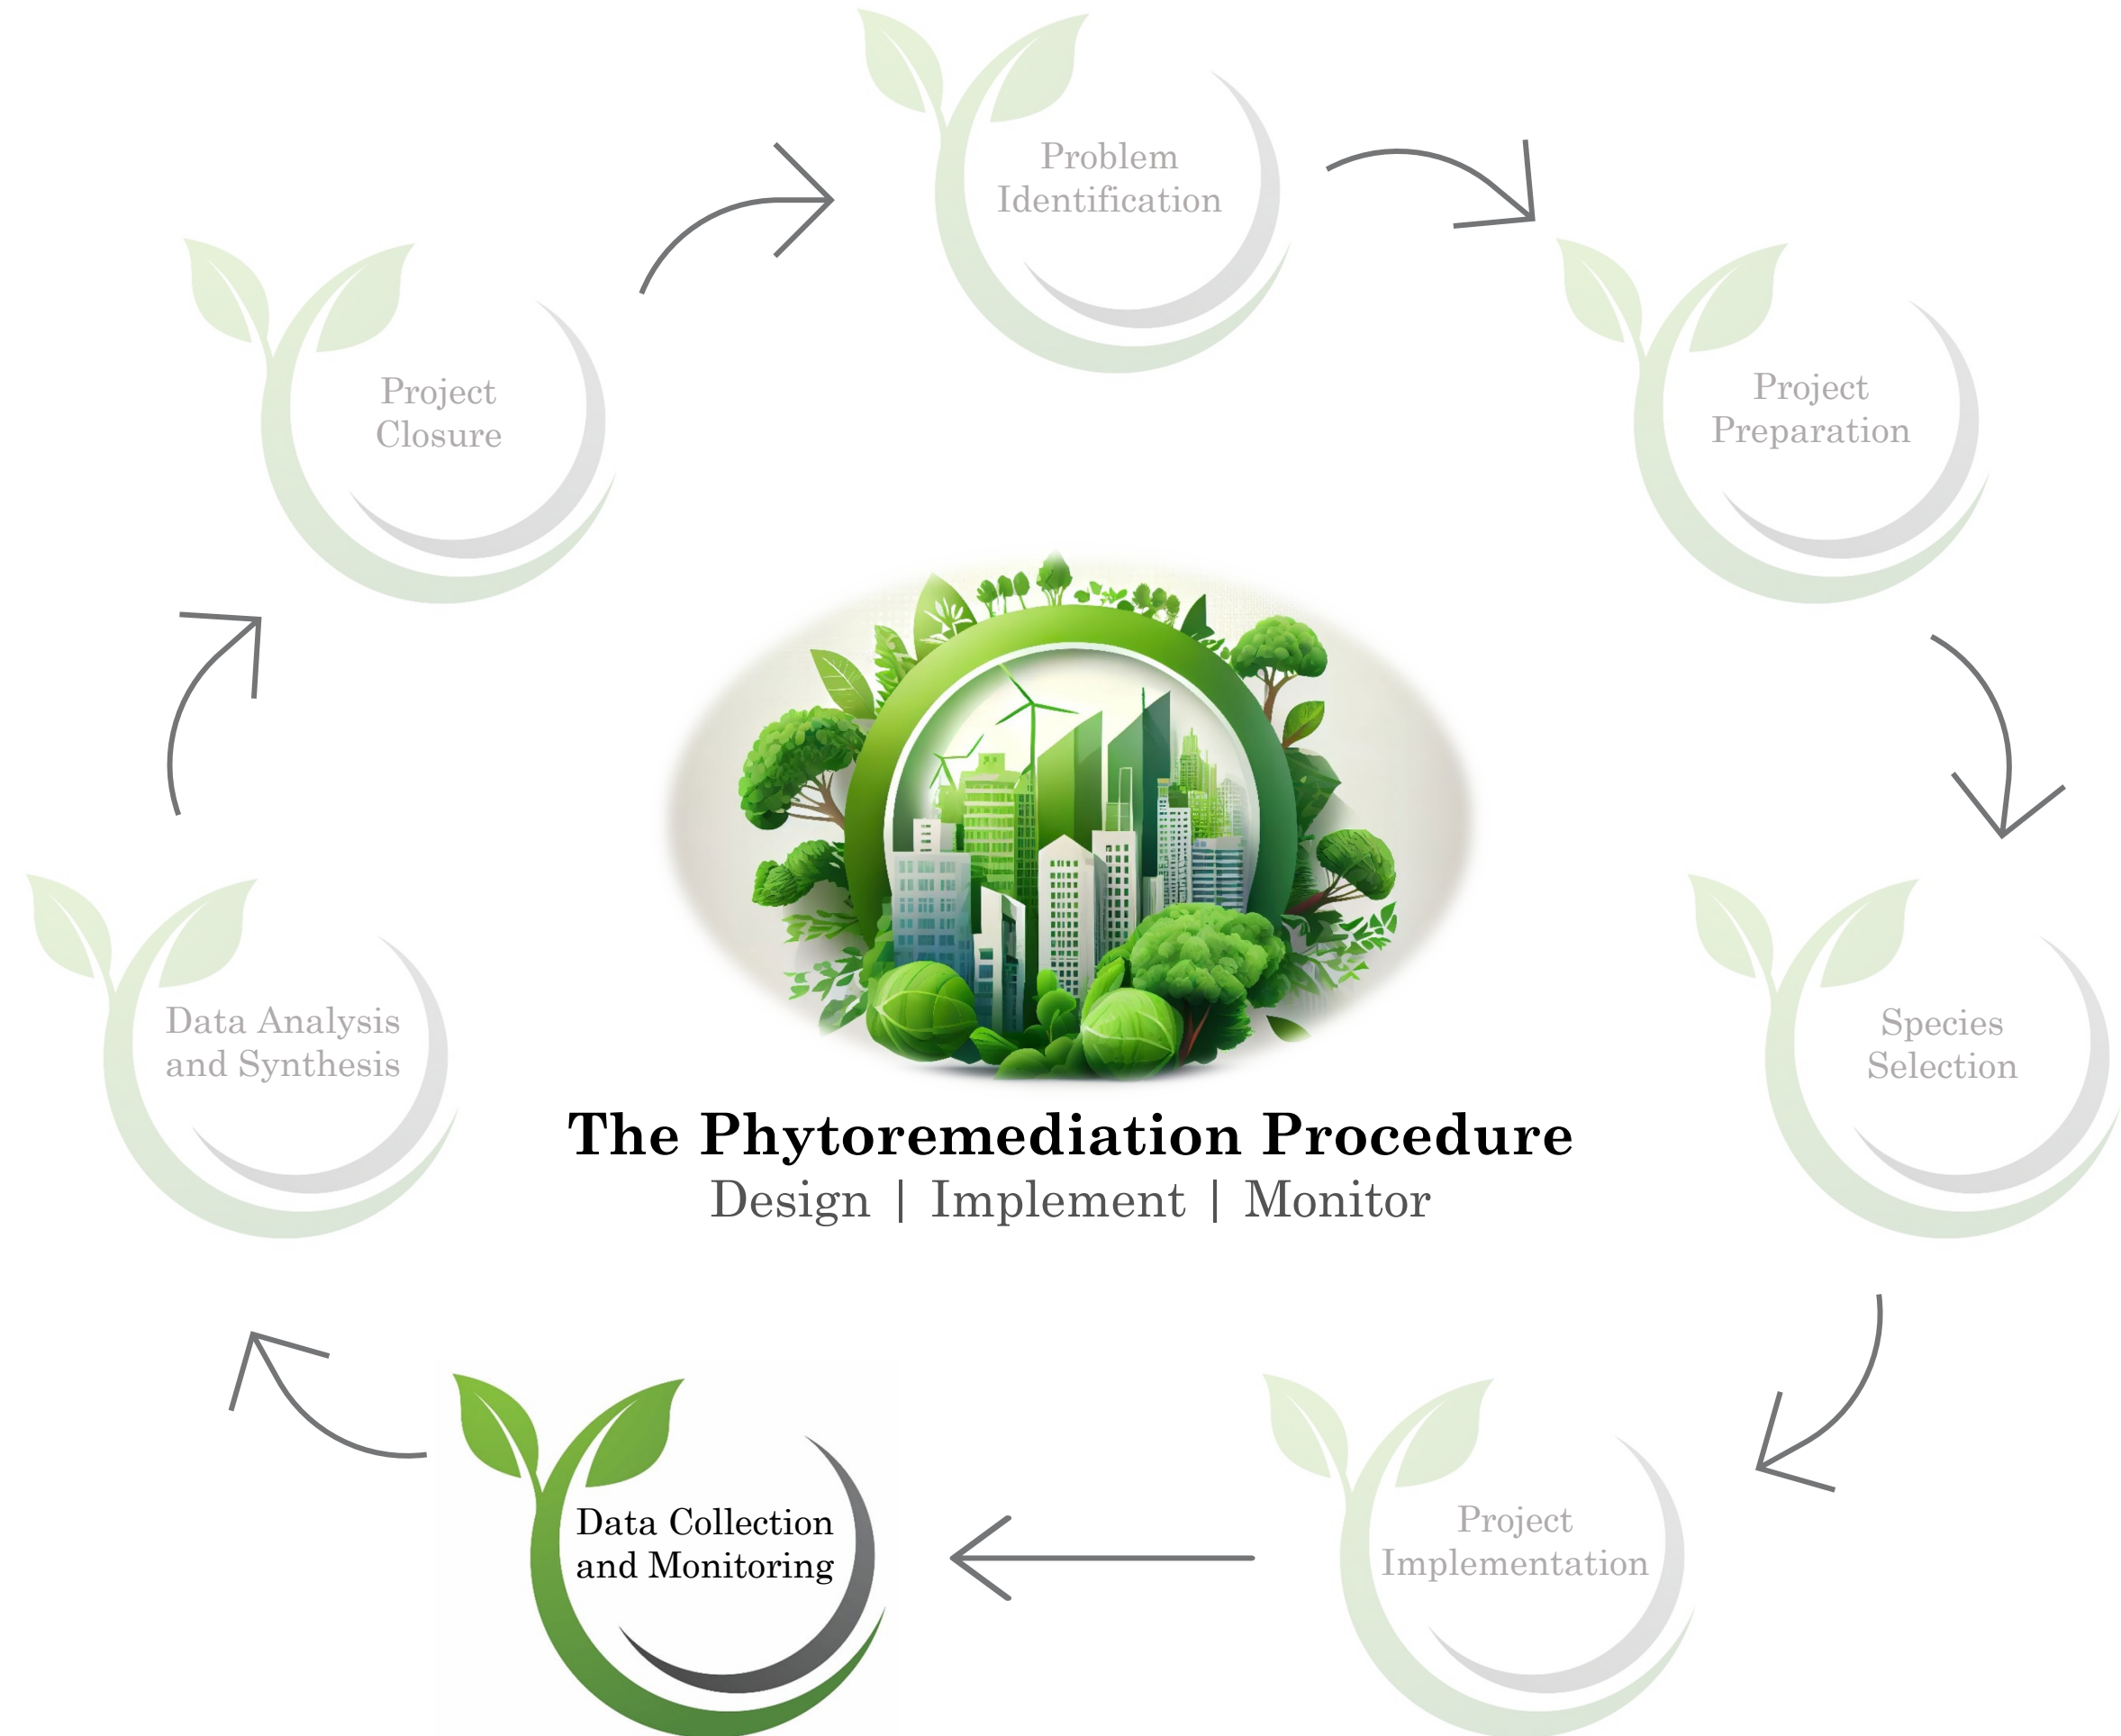 Problem
Identification
Project
Preparation
Species
Selection
Project
Implementation
Data Collection
and Monitoring
Data Analysis
and Synthesis
Project
Closure
The Phytoremediation Procedure
Design | Implement | Monitor